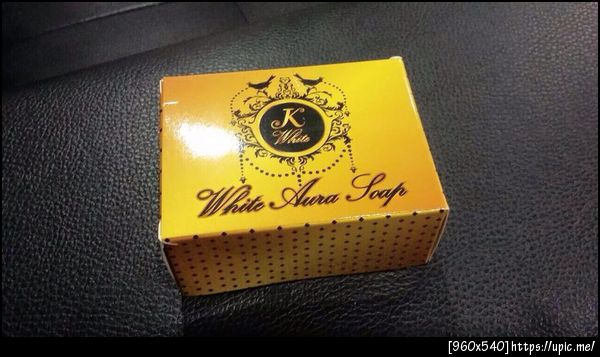 K
White
White Aura Soap
[960x540]https://upic.me/